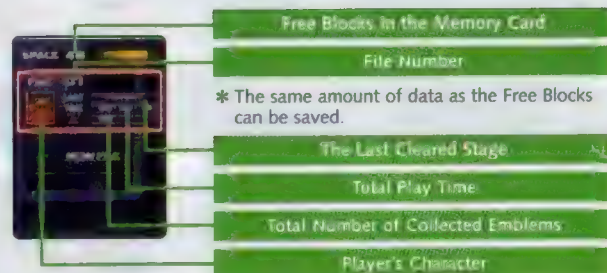 Free Blocks in the Memory Card
File Number
* The same amount of data as the Free Blocks
can be saved.
The Last Cleared Stage
Total Play Time
Total Number of Collected Emblems
Player's Character
SPACE